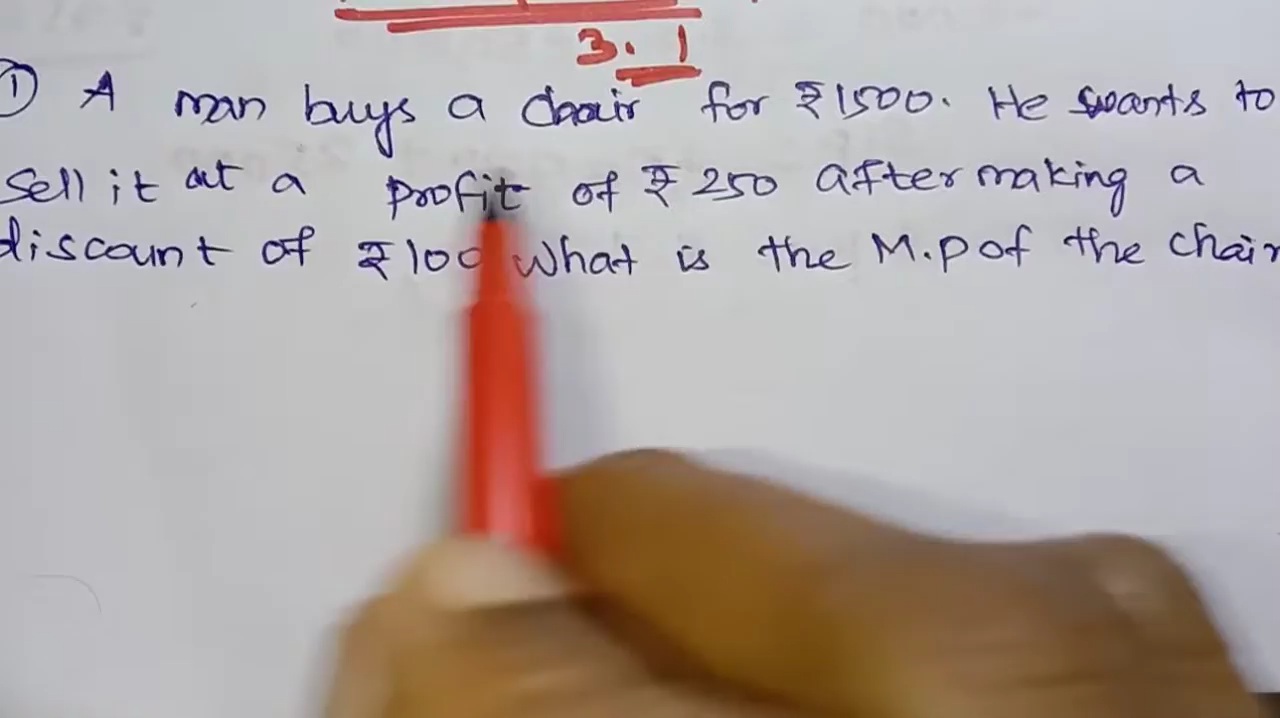 3.1
① A man buys a chair for ₹1500. He wants to
sell it at a profit of ₹250 after making a
discount of ₹100 What is the M.P of the chair